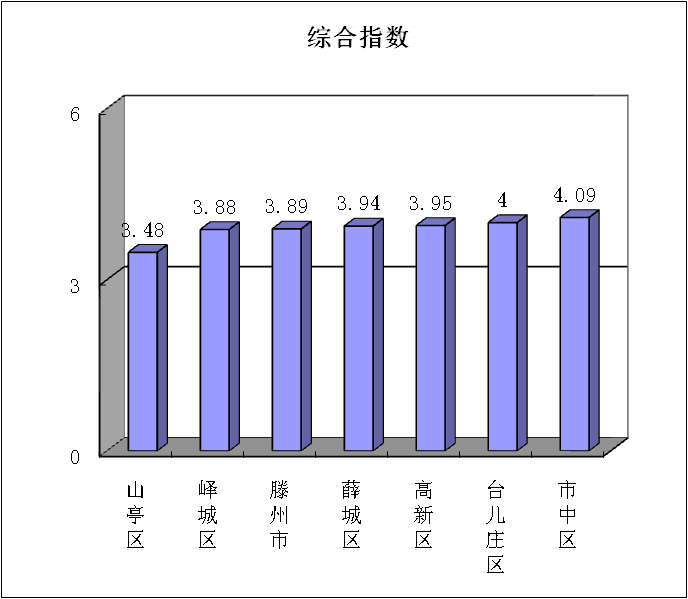 综合指数
6
3
0
3.48
3.88
3.89
3.94
3.95
4
4.09
山亭区
峄城区
滕州市
薛城区
高新区
台儿庄区
市中区